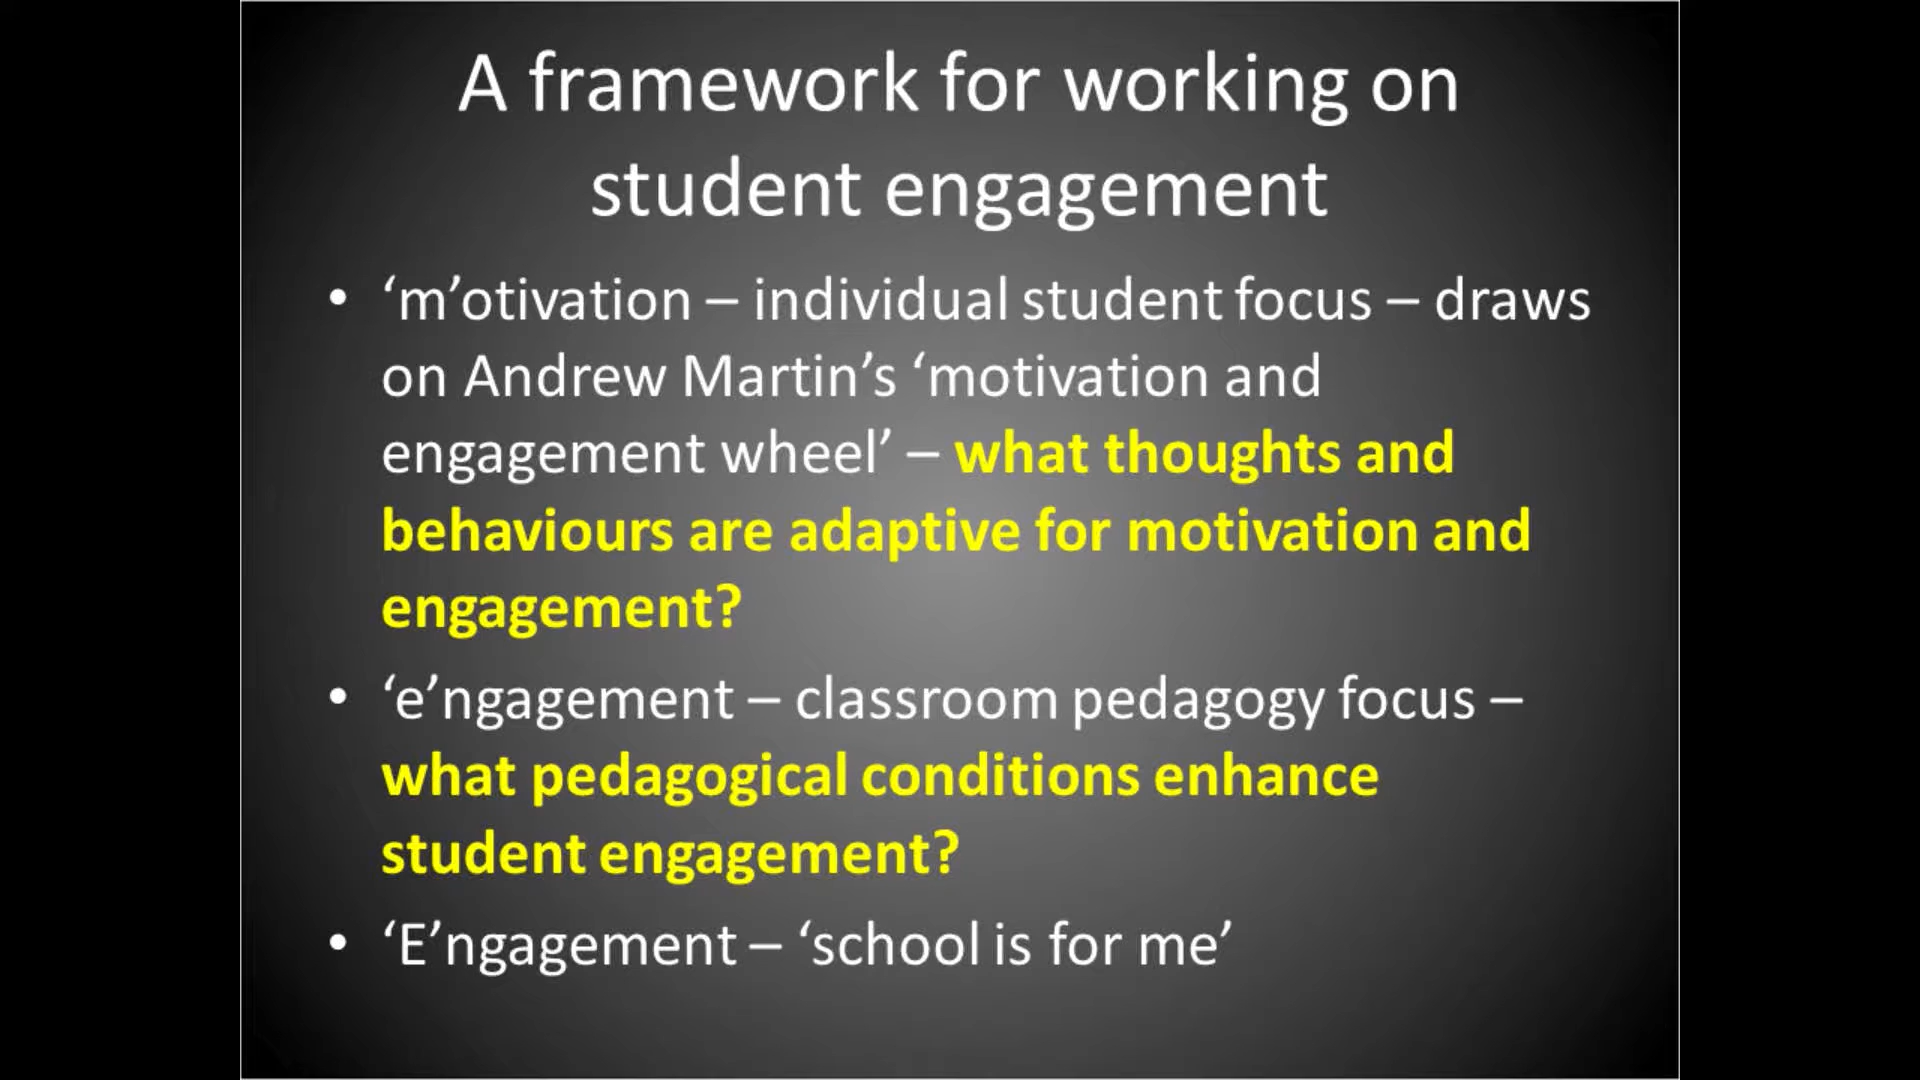 A framework for working on
student engagement
• ‘m’otivation – individual student focus – draws
on Andrew Martin’s ‘motivation and
engagement wheel’ – what thoughts and
behaviours are adaptive for motivation and
engagement?
• ‘e’ngagement – classroom pedagogy focus –
what pedagogical conditions enhance
student engagement?
• ‘E’ngagement – ‘school is for me’